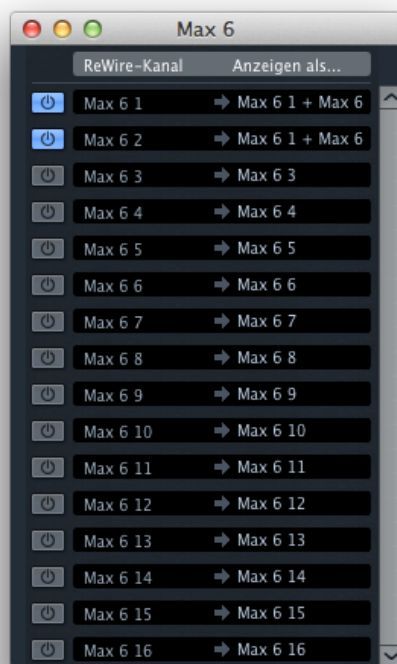 Max 6
ReWire-Kanal Anzeigen als...
Max 6 1 Max 6 1 + Max 6
Max 6 2 Max 6 1 + Max 6
Max 6 3 Max 6 3
Max 6 4 Max 6 4
Max 6 5 Max 6 5
Max 6 6 Max 6 6
Max 6 7 Max 6 7
Max 6 8 Max 6 8
Max 6 9 Max 6 9
Max 6 10 Max 6 10
Max 6 11 Max 6 11
Max 6 12 Max 6 12
Max 6 13 Max 6 13
Max 6 14 Max 6 14
Max 6 15 Max 6 15
Max 6 16 Max 6 16